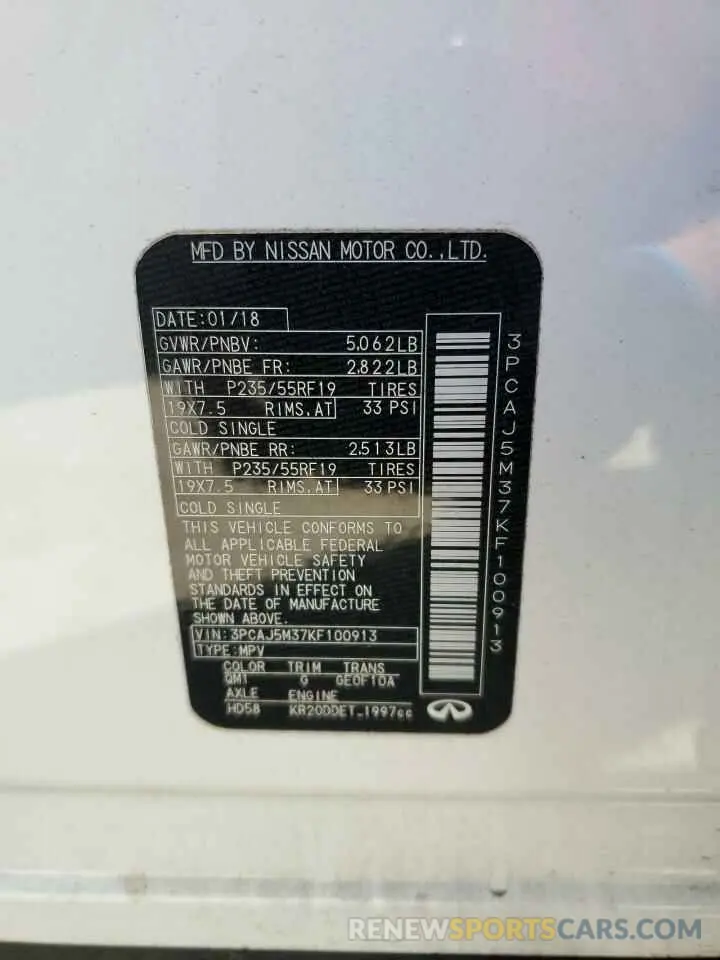 MFD BY NISSAN MOTOR CO.,LTD.
DATE:01/18
GVWR/PNBV: 5.062LB
GAWR/PNBE FR: 2.822LB
WITH P235/55RF19 TIRES
19X7.5 RIMS.AT 33 PSI
COLD SINGLE
GAWR/PNBE RR: 2.513LB
WITH P235/55RF19 TIRES
19X7.5 RIMS.AT 33 PSI
COLD SINGLE
THIS VEHICLE CONFORMS TO
ALL APPLICABLE FEDERAL
MOTOR VEHICLE SAFETY
AND THEFT PREVENTION
STANDARDS IN EFFECT ON
THE DATE OF MANUFACTURE
SHOWN ABOVE.
VIN:3PCAJ5M37KF100913
TYPE:MPV
COLOR TRIM TRANS
QM1 G GE0F10A
AXLE ENGINE
HD58 KR20DDET_1997cc
3PCAJ5M37KF100913
RENEWSPORTSCARS.COM